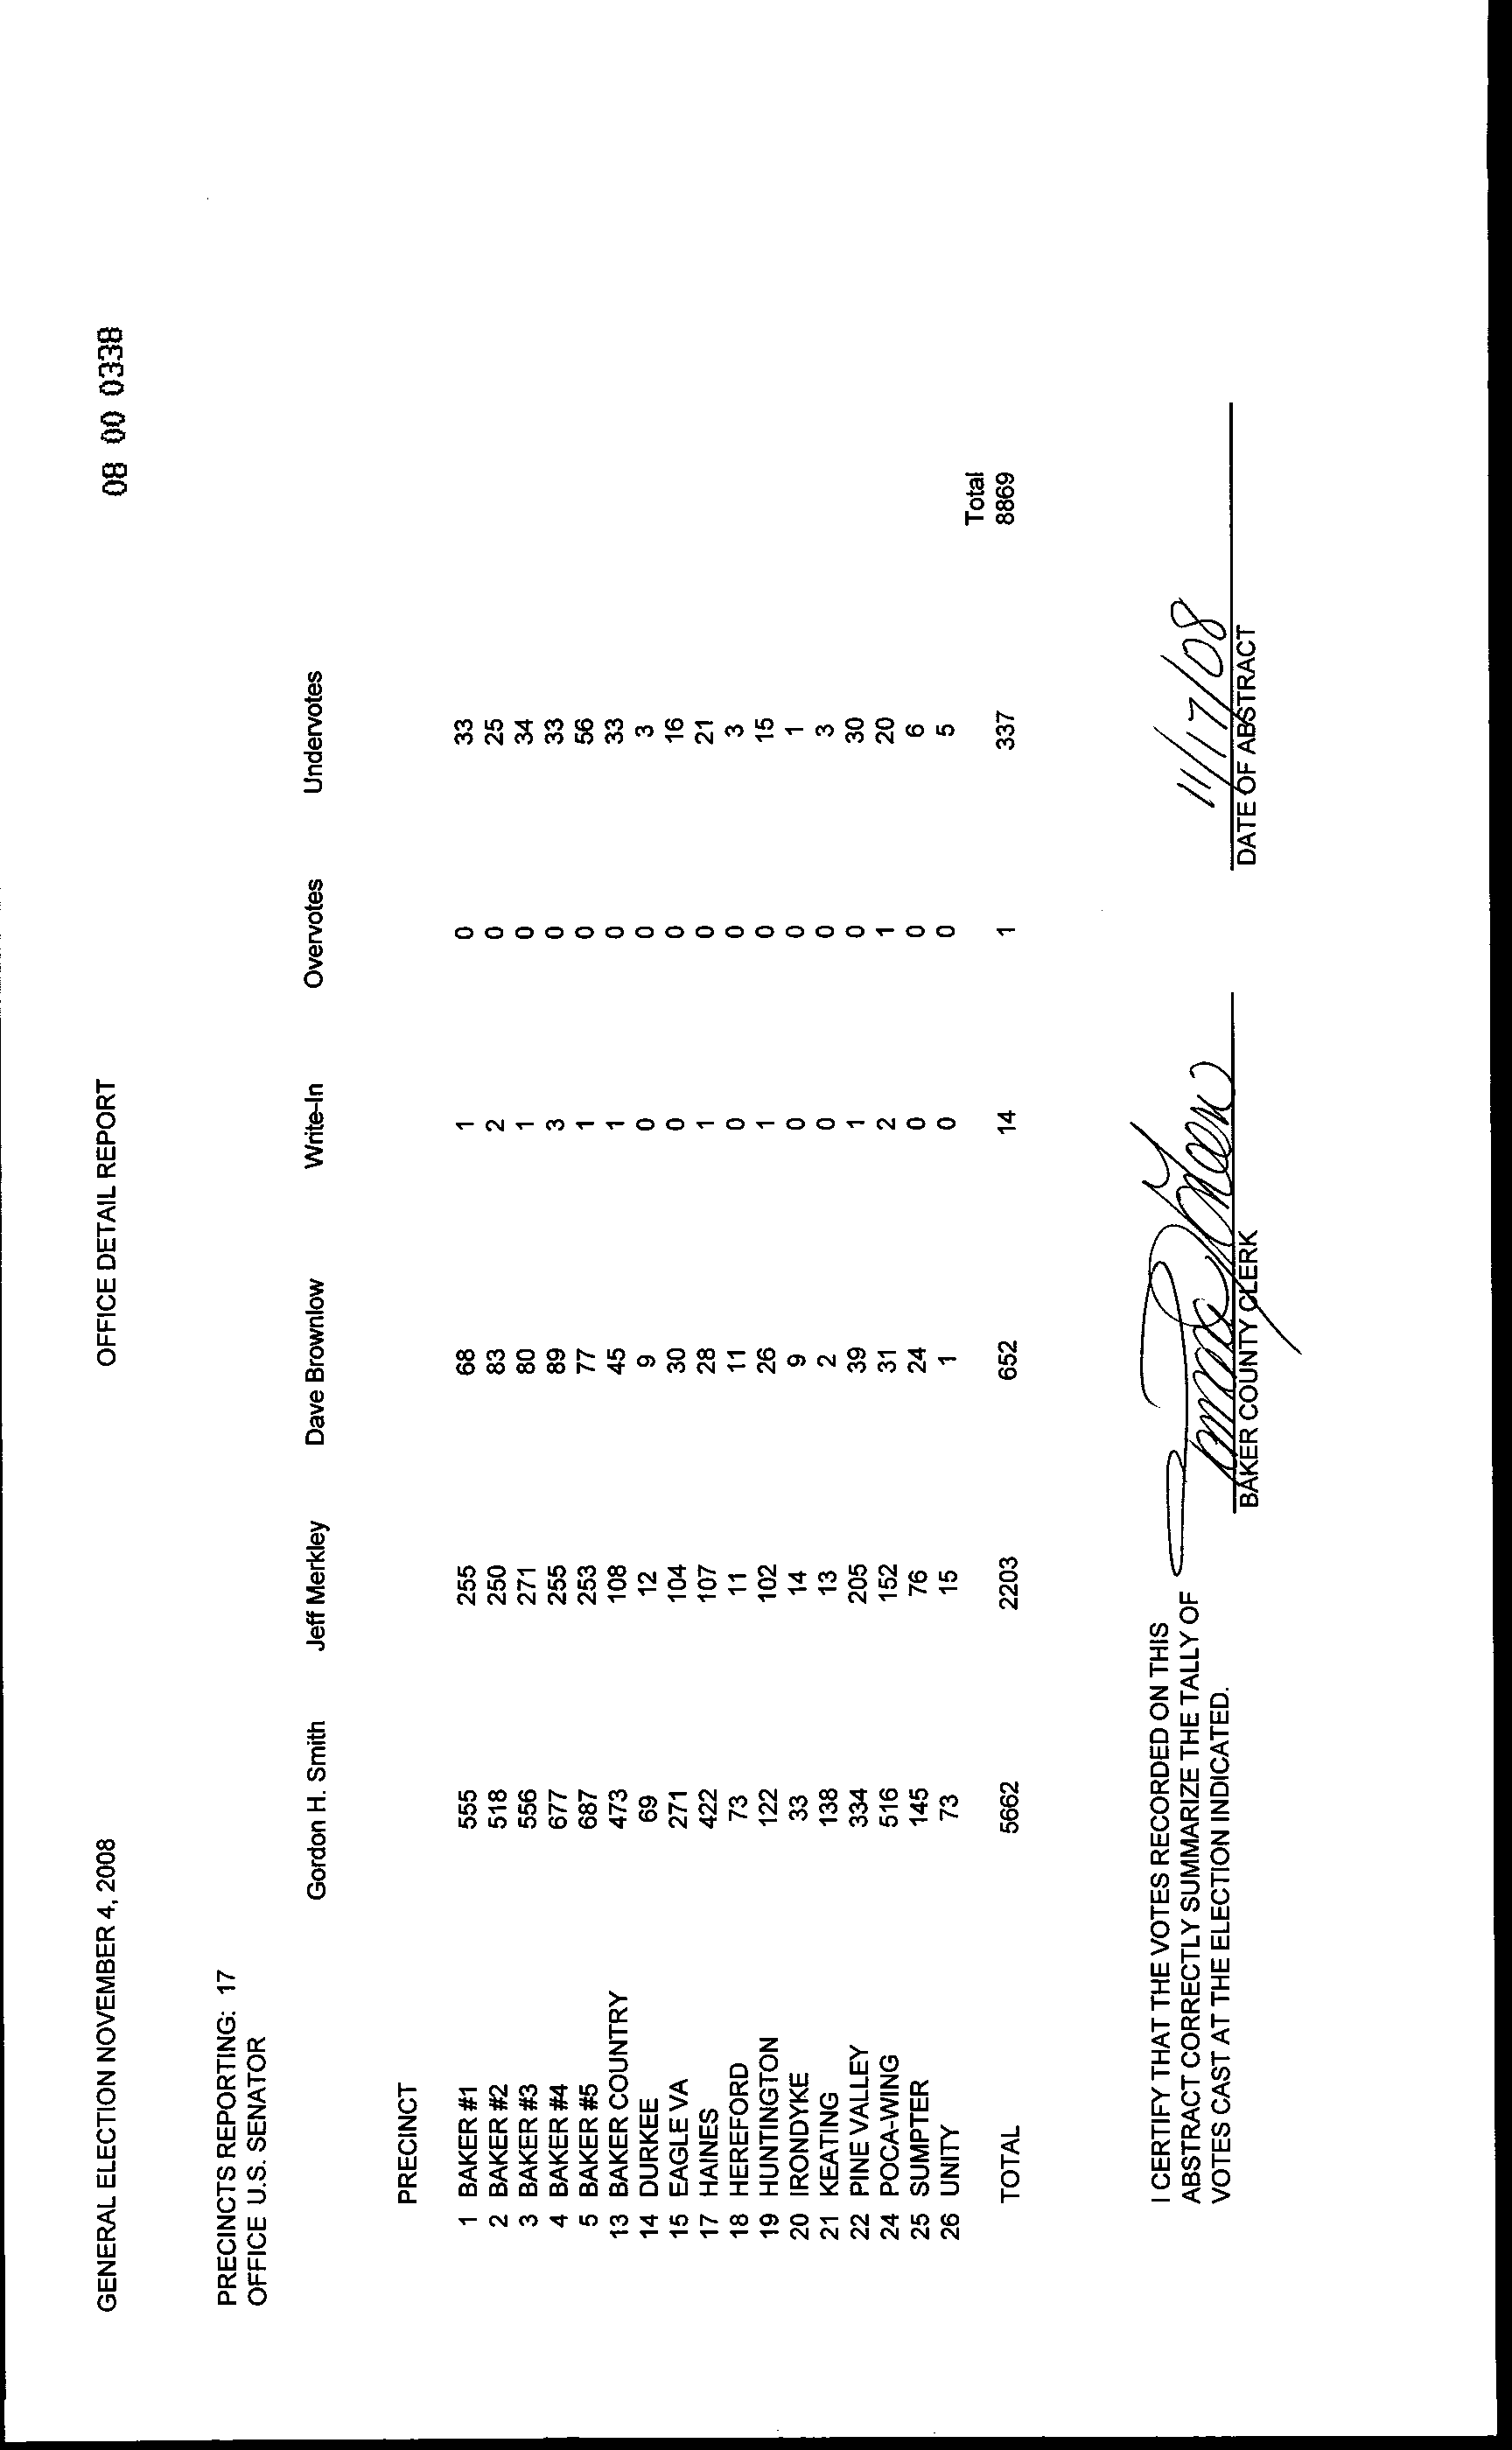 GENERAL ELECTION NOVEMBER 4, 2008 OFFICE DETAIL REPORT 08 00 0338
PRECINCTS REPORTING: 17
OFFICE U.S. SENATOR
Gordon H. Smith Jeff Merkley Dave Brownlow Write-In Overvotes Undervotes
PRECINCT
1 BAKER #1 555 255 68 1 0 33
2 BAKER #2 518 250 83 2 0 25
3 BAKER #3 556 271 80 1 0 34
4 BAKER #4 677 255 89 3 0 33
5 BAKER #5 687 253 77 1 0 56
13 BAKER COUNTRY 473 108 45 1 0 33
14 DURKEE 69 12 9 0 0 3
15 EAGLE VA 271 104 30 0 0 16
17 HAINES 422 107 28 1 0 21
18 HEREFORD 73 11 11 0 0 3
19 HUNTINGTON 122 102 26 1 0 15
20 IRONDYKE 33 14 9 0 0 1
21 KEATING 138 13 2 0 0 3
22 PINE VALLEY 334 205 39 1 0 30
24 POCA-WING 516 152 31 2 1 20
25 SUMPTER 145 76 24 0 0 6
26 UNITY 73 15 1 0 0 5
Total
TOTAL 5662 2203 652 14 1 337 8869
I CERTIFY THAT THE VOTES RECORDED ON THIS
ABSTRACT CORRECTLY SUMMARIZE THE TALLY OF
VOTES CAST AT THE ELECTION INDICATED.
11/17/08
BAKER COUNTY CLERK DATE OF ABSTRACT